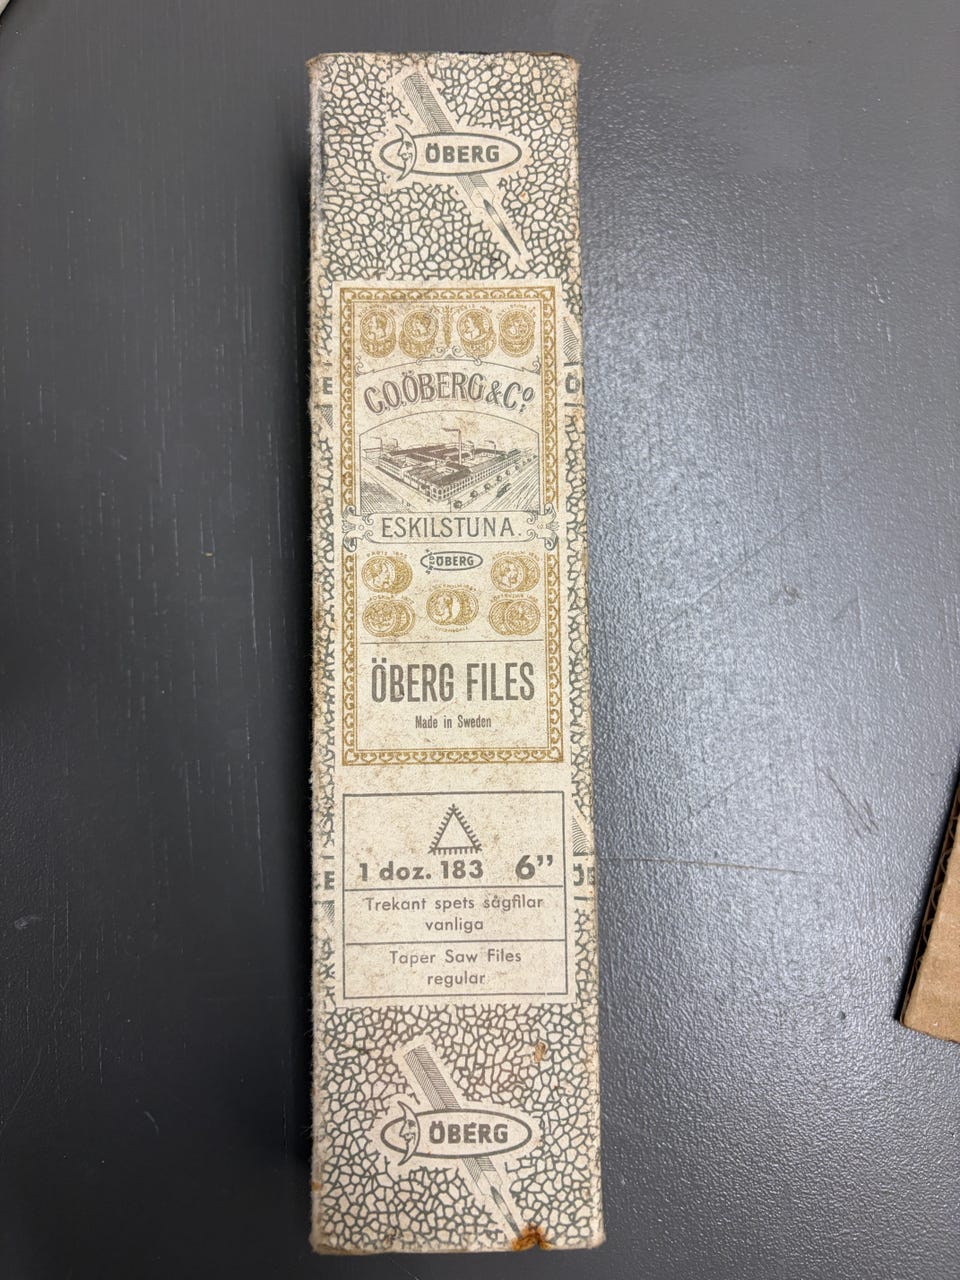 ÖBERG
C.O.ÖBERG & Co.
ESKILSTUNA.
ÖBERG
ÖBERG FILES
Made in Sweden
1 doz. 183 6”
Trekant spets sågfilar
vanliga
Taper Saw Files
regular
ÖBERG